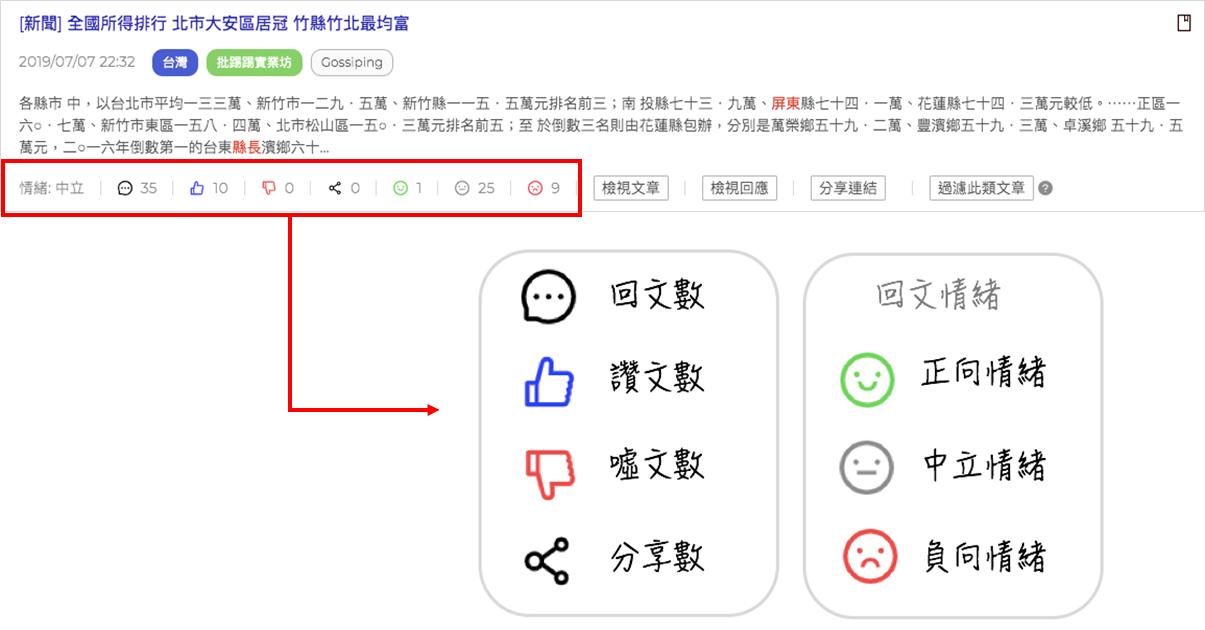 [新聞] 全國所得排行 北市大安區居冠 竹縣竹北最均富
2019/07/07 22:32 台灣 批踢踢實業坊 Gossiping
各縣市 中，以台北市平均一三三萬、新竹市一二九．五萬、新竹縣一一五．五萬元排名前三；南 投縣七十三．九萬、屏東縣七十四．一萬、花蓮縣七十四．三萬元較低。⋯⋯正區一
六○．七萬、新竹市東區一五八．四萬、北市松山區一五○．三萬元排名前五；至 於倒數三名則由花蓮縣包辦，分別是萬榮鄉五十九．二萬、豐濱鄉五十九．三萬、卓溪鄉 五十九．五
萬元，二○一六年倒數第一的台東縣長濱鄉六十...
情緒: 中立 35 10 0 0 1 25 9 檢視文章 檢視回應 分享連結 過濾此類文章 ?
回文數
讚文數
噓文數
分享數
回文情緒
正向情緒
中立情緒
負向情緒